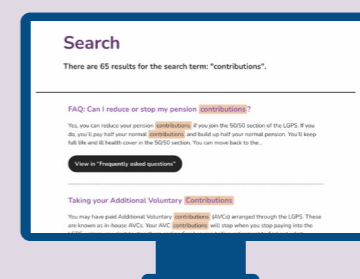 Search
There are 65 results for the search term: "contributions".
FAQ: Can I reduce or stop my pension contributions?
Yes, you can reduce your pension contributions if you join the 50/50 section of the LGPS. If you
do, you'll pay half your normal contributions and build up half your normal pension. You'll keep
full life and ill health cover in the 50/50 section. You can move back to the...
View in "Frequently asked questions"
Taking your Additional Voluntary Contributions
You may have paid Additional Voluntary contributions (AVCs) arranged through the LGPS. These
are known as in-house AVCs. Your AVC contributions will stop when you stop paying into the